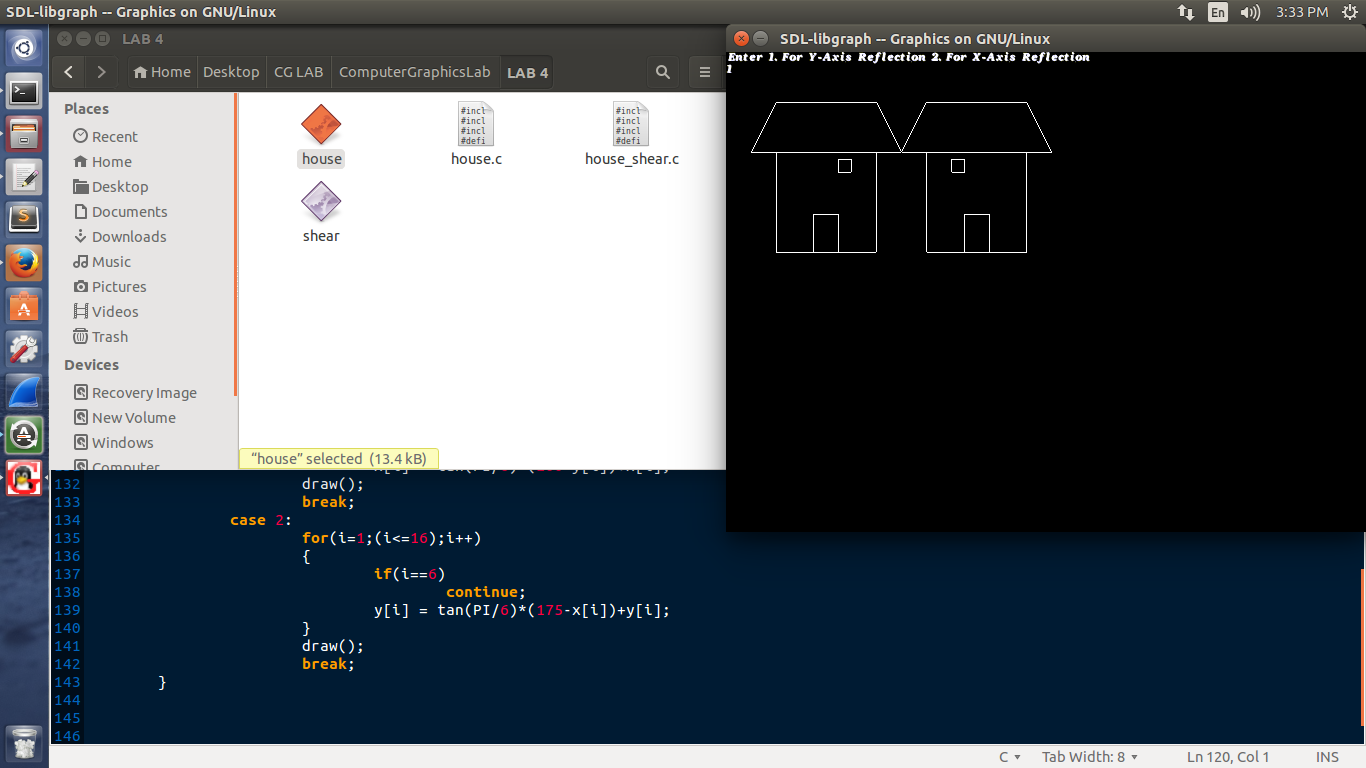 SDL-libgraph -- Graphics on GNU/Linux
En
3:33 PM
LAB 4
Home
Desktop
CG LAB
ComputerGraphicsLab
LAB 4
Places
Recent
Home
Desktop
Documents
Downloads
Music
Pictures
Videos
Trash
Devices
Recovery Image
New Volume
Windows
Computer
#incl
#incl
#incl
#defi
#incl
#incl
#incl
#defi
house
house.c
house_shear.c
shear
"house" selected (13.4 kB)
SDL-libgraph -- Graphics on GNU/Linux
Enter 1. For Y-Axis Reflection 2. For X-Axis Reflection
1
132 draw();
133 break;
134 case 2:
135 for(i=1;(i<=16);i++)
136 {
137 if(i==6)
138 continue;
139 y[i] = tan(PI/6)*(175-x[i])+y[i];
140 }
141 draw();
142 break;
143 }
144
145
146
C
Tab Width: 8
Ln 120, Col 1
INS